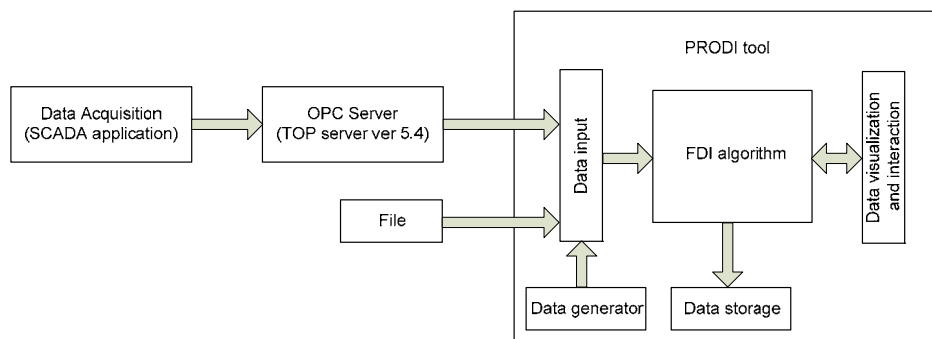 PRODI tool
Data Acquisition
(SCADA application)
OPC Server
(TOP server ver 5.4)
Data input
FDI algorithm
Data visualization
and interaction
File
Data generator
Data storage